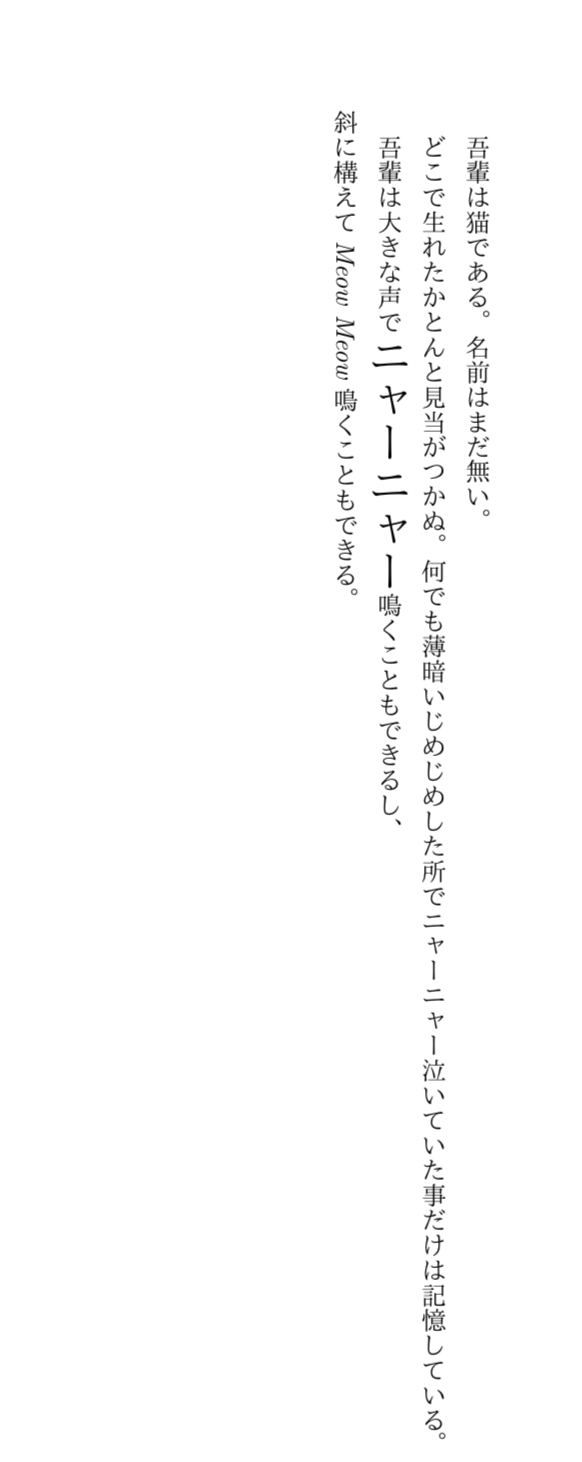 吾輩は猫である。名前はまだ無い。
どこで生れたかとんと見当がつかぬ。何でも薄暗いじめじめした所でニャーニャー泣いていた事だけは記憶している。
吾輩は大きな声でニャーニャー鳴くこともできるし、
斜に構えて Meow Meow 鳴くこともできる。